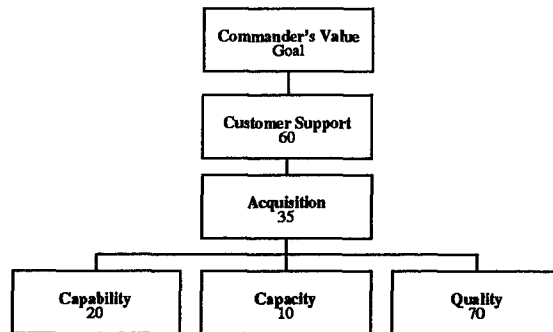 Commander's Value
Goal
Customer Support
60
Acquisition
35
Capability
20
Capacity
10
Quality
70